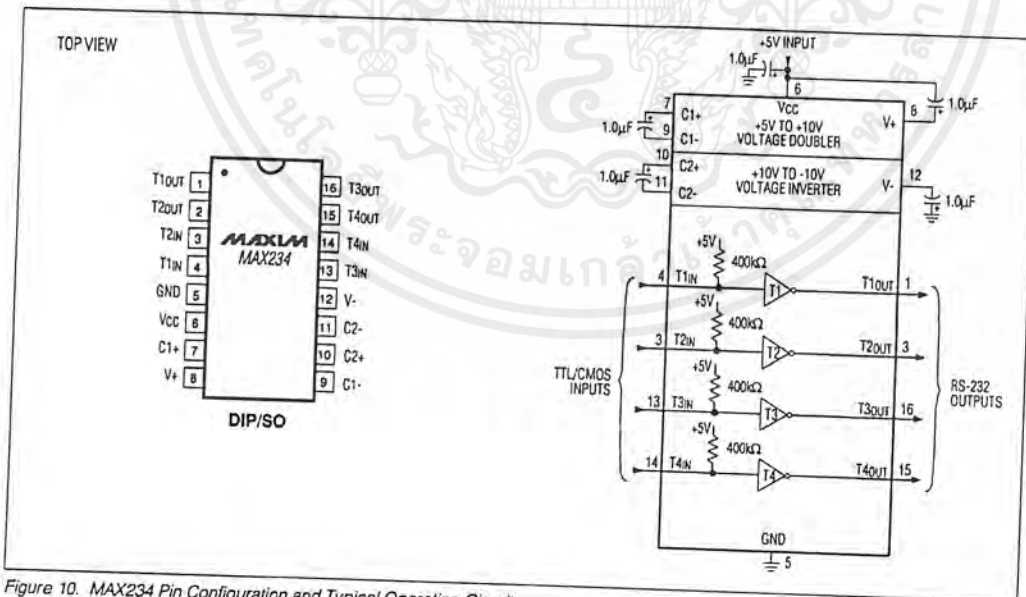 TOP VIEW
T1OUT 1
T2OUT 2
T2IN 3
T1IN 4
GND 5
VCC 6
C1+ 7
V+ 8
16 T3OUT
15 T4OUT
14 T4IN
13 T3IN
12 V-
11 C2-
10 C2+
9 C1-
MAXIM
MAX234
DIP/SO
+5V INPUT
1.0µF
6
VCC
7 C1+
1.0µF
9 C1-
+5V TO +10V
VOLTAGE DOUBLER
V+ 8
1.0µF
10 C2+
1.0µF
11 C2-
+10V TO -10V
VOLTAGE INVERTER
V- 12
1.0µF
+5V
400kΩ
4 T1IN
T1
T1OUT 1
+5V
400kΩ
3 T2IN
T2
T2OUT 3
+5V
400kΩ
13 T3IN
T3
T3OUT 16
+5V
400kΩ
14 T4IN
T4
T4OUT 15
TTL/CMOS
INPUTS
RS-232
OUTPUTS
GND
5
Figure 10. MAX234 Pin Configuration and Typical Operating Circuit